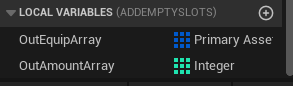 LOCAL VARIABLES (ADDEMPTYSLOTS)
OutEquipArray Primary Asse
OutAmountArray Integer